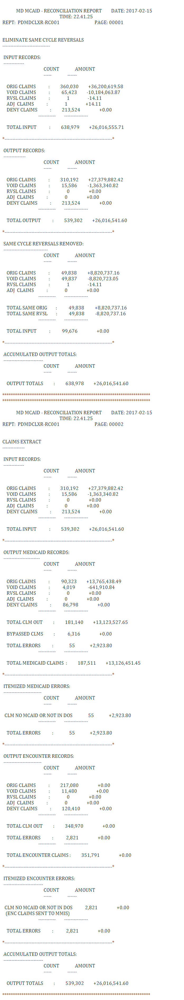 MD MCAID - RECONCILIATION REPORT DATE: 2017-02-15
TIME: 22.41.25
REPT: PDMDCLXR-RC001 PAGE: 00001
ELIMINATE SAME CYCLE REVERSALS
------------------------------
INPUT RECORDS:
-------------
COUNT AMOUNT
----- ------
ORIG CLAIMS : 360,030 +36,200,619.58
VOID CLAIMS : 65,423 -10,184,063.87
RVSL CLAIMS : 1 -14.11
ADJ CLAIMS : 1 +14.11
DENY CLAIMS : 213,524 +0.00
----------- ---------------
TOTAL INPUT : 638,979 +26,016,555.71
*--------------------------------------------------------------------*
OUTPUT RECORDS:
--------------
COUNT AMOUNT
----- ------
ORIG CLAIMS : 310,192 +27,379,882.42
VOID CLAIMS : 15,586 -1,363,340.82
RVSL CLAIMS : 0 +0.00
ADJ CLAIMS : 0 +0.00
DENY CLAIMS : 213,524 +0.00
----------- ---------------
TOTAL OUTPUT : 539,302 +26,016,541.60
*--------------------------------------------------------------------*
SAME CYCLE REVERSALS REMOVED:
----------------------------
COUNT AMOUNT
----- ------
ORIG CLAIMS : 49,838 +8,820,737.16
VOID CLAIMS : 49,837 -8,820,723.05
RVSL CLAIMS : 1 -14.11
ADJ CLAIMS : 0 +0.00
----------- ---------------
TOTAL SAME ORIG : 49,838 +8,820,737.16
TOTAL SAME RVSL : 49,838 -8,820,737.16
----------- ---------------
TOTAL INPUT : 99,676 +0.00
*--------------------------------------------------------------------*
ACCUMULATED OUTPUT TOTALS:
-------------------------
COUNT AMOUNT
----- ------
OUTPUT TOTALS : 638,978 +26,016,541.60
**********************************************************************
**********************************************************************
MD MCAID - RECONCILIATION REPORT DATE: 2017-02-15
TIME: 22.41.25
REPT: PDMDCLXR-RC001 PAGE: 00002
CLAIMS EXTRACT
--------------
INPUT RECORDS:
-------------
COUNT AMOUNT
----- ------
ORIG CLAIMS : 310,192 +27,379,882.42
VOID CLAIMS : 15,586 -1,363,340.82
RVSL CLAIMS : 0 +0.00
ADJ CLAIMS : 0 +0.00
DENY CLAIMS : 213,524 +0.00
----------- ---------------
TOTAL INPUT : 539,302 +26,016,541.60
*--------------------------------------------------------------------*
OUTPUT MEDICAID RECORDS:
-----------------------
COUNT AMOUNT
----- ------
ORIG CLAIMS : 90,323 +13,765,438.49
VOID CLAIMS : 4,019 -641,910.84
RVSL CLAIMS : 0 +0.00
ADJ CLAIMS : 0 +0.00
DENY CLAIMS : 86,798 +0.00
----------- ---------------
TOTAL CLM OUT : 181,140 +13,123,527.65
BYPASSED CLMS : 6,316 +0.00
TOTAL ERRORS : 55 +2,923.80
----------- ---------------
TOTAL MEDICAID CLAIMS : 187,511 +13,126,451.45
*--------------------------------------------------------------------*
ITEMIZED MEDICAID ERRORS:
------------------------
COUNT AMOUNT
----- ------
CLM NO MCAID OR NOT IN DOS 55 +2,923.80
----------- ---------------
TOTAL ERRORS : 55 +2,923.80
*--------------------------------------------------------------------*
OUTPUT ENCOUNTER RECORDS:
------------------------
COUNT AMOUNT
----- ------
ORIG CLAIMS : 217,080 +0.00
VOID CLAIMS : 11,480 +0.00
RVSL CLAIMS : 0 +0.00
ADJ CLAIMS : 0 +0.00
DENY CLAIMS : 120,410 +0.00
----------- ---------------
TOTAL CLM OUT : 348,970 +0.00
TOTAL ERRORS : 2,821 +0.00
----------- ---------------
TOTAL ENCOUNTER CLAIMS : 351,791 +0.00
*--------------------------------------------------------------------*
ITEMIZED ENCOUNTER ERRORS:
-------------------------
COUNT AMOUNT
----- ------
CLM NO MCAID OR NOT IN DOS 2,821 +0.00
(ENC CLAIMS SENT TO MMIS)
----------- ---------------
TOTAL ERRORS : 2,821 +0.00
*--------------------------------------------------------------------*
ACCUMULATED OUTPUT TOTALS:
-------------------------
COUNT AMOUNT
----- ------
OUTPUT TOTALS : 539,302 +26,016,541.60
**********************************************************************